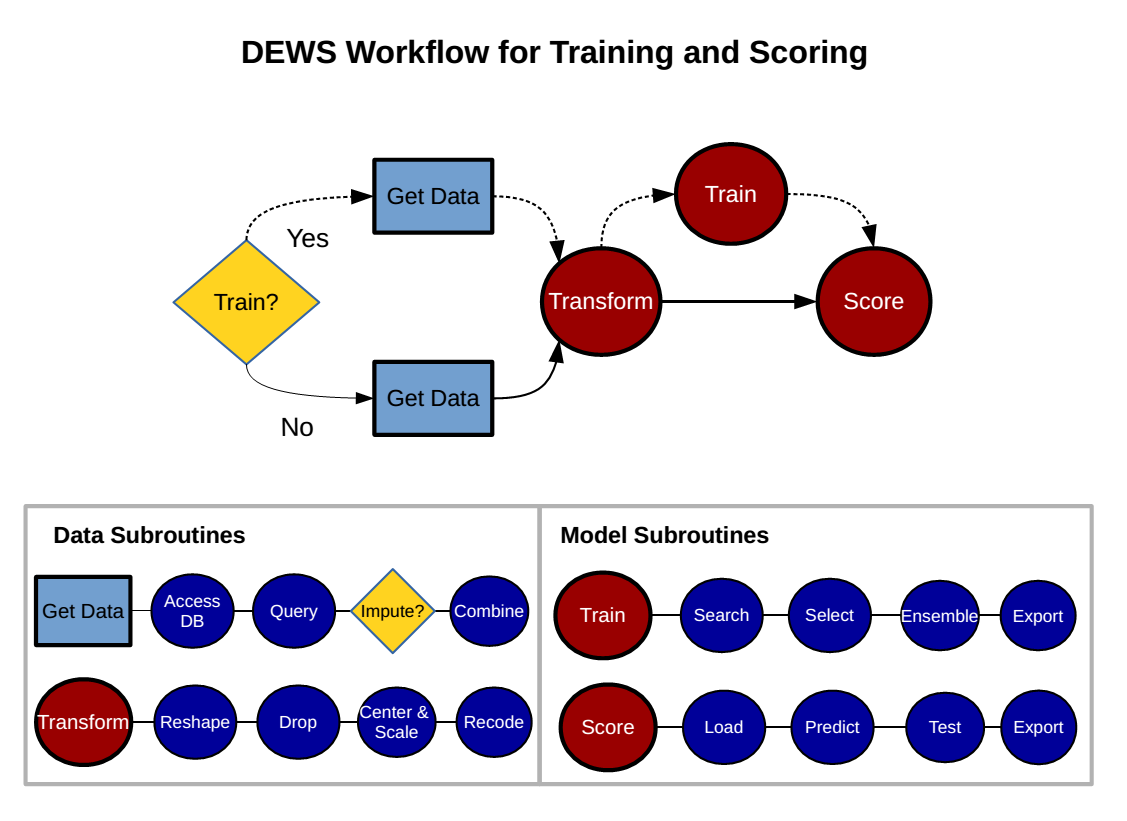 DEWS Workflow for Training and Scoring
Get Data
Train
Yes
Train?
Transform
Score
Get Data
No
Data Subroutines
Get Data
Access
DB
Query
Impute?
Combine
Transform
Reshape
Drop
Center &
Scale
Recode
Model Subroutines
Train
Search
Select
Ensemble
Export
Score
Load
Predict
Test
Export